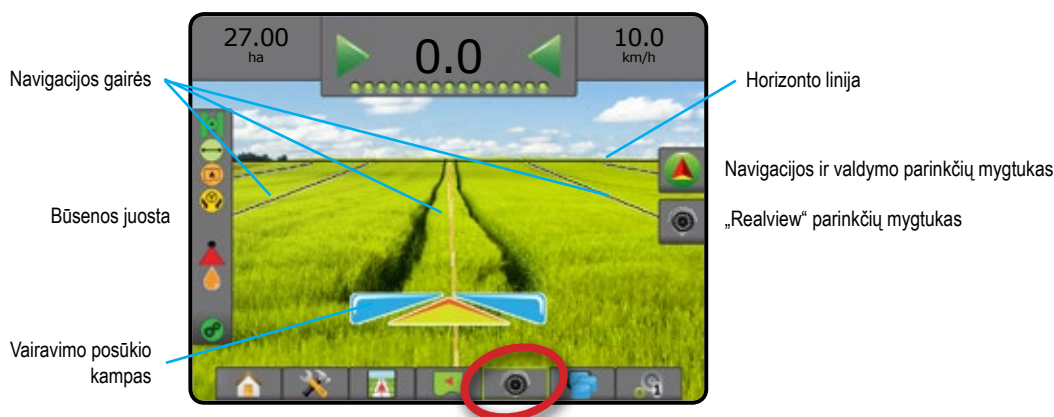 27.00
ha
0.0
10.0
km/h
Navigacijos gairės
Horizonto linija
Navigacijos ir valdymo parinkčių mygtukas
Būsenos juosta
„Realview“ parinkčių mygtukas
Vairavimo posūkio
kampas
1